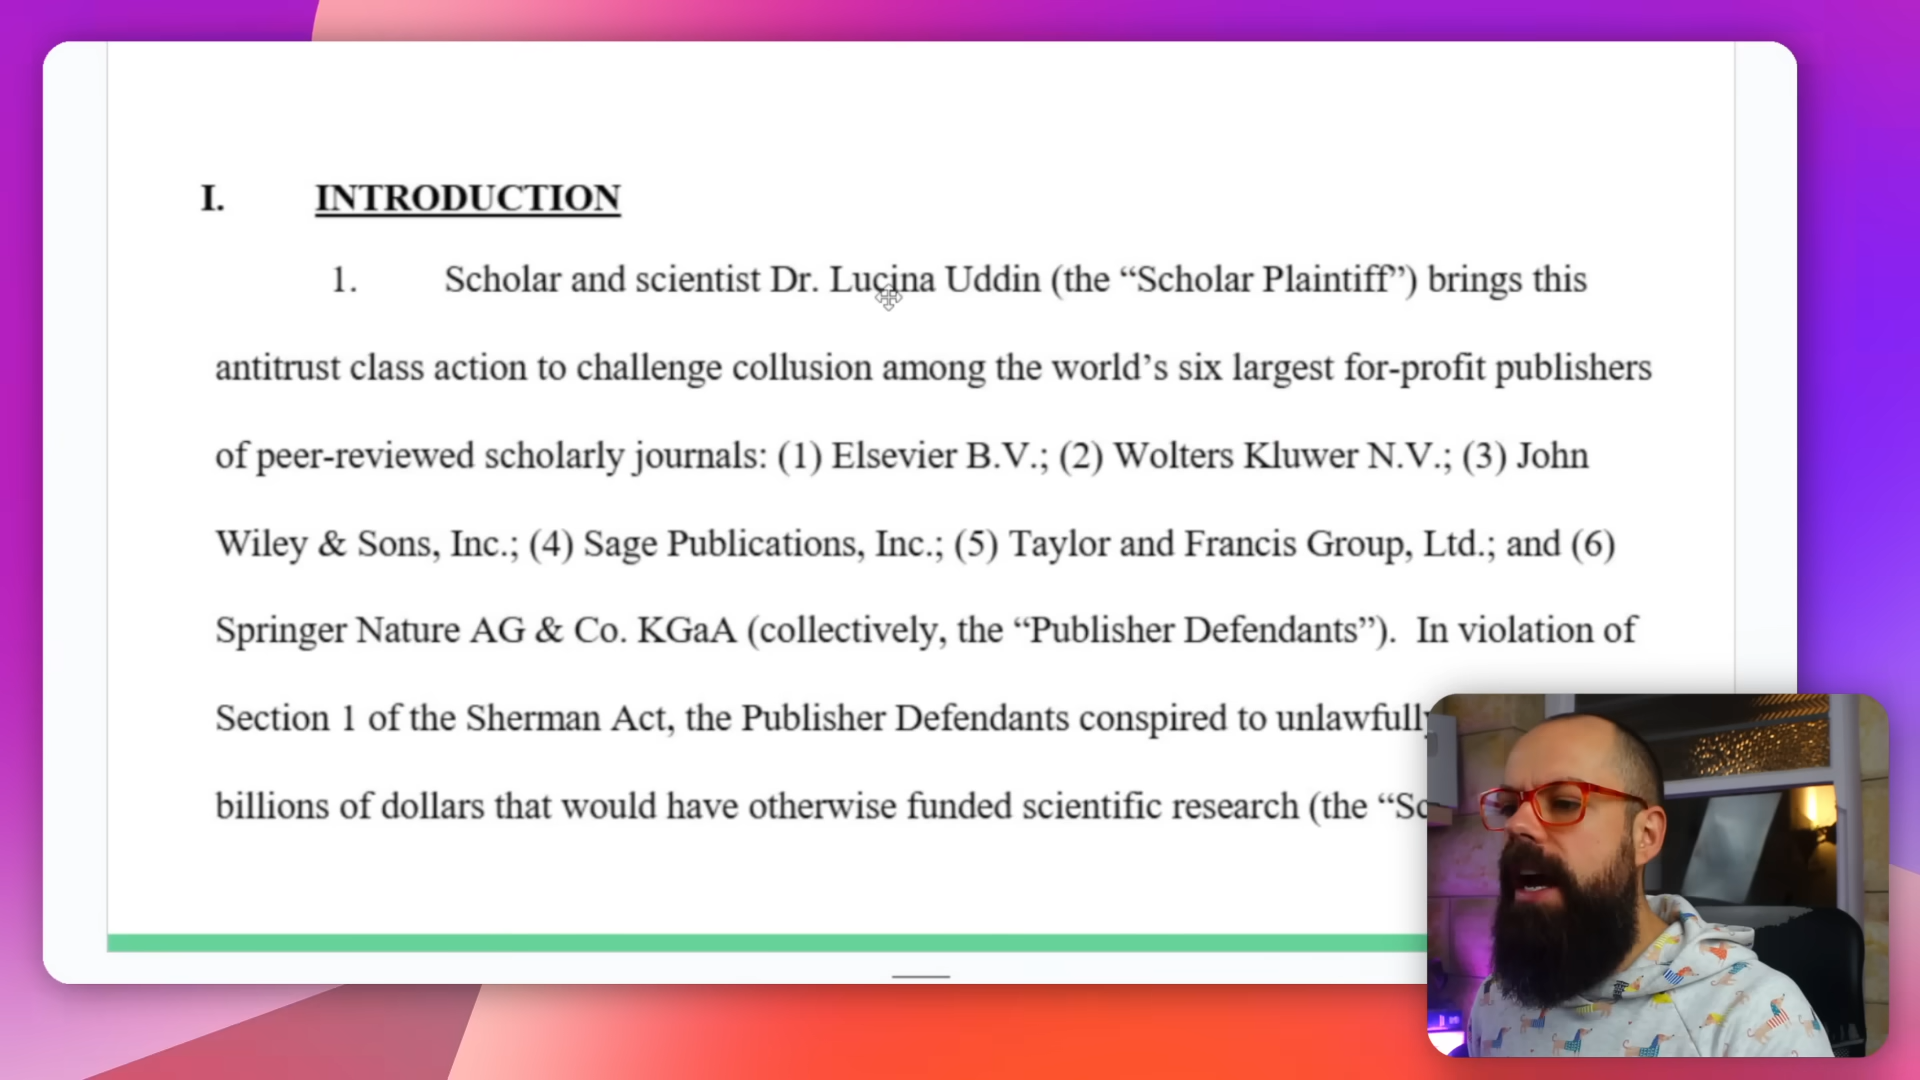 I. INTRODUCTION
1. Scholar and scientist Dr. Lucina Uddin (the “Scholar Plaintiff”) brings this
antitrust class action to challenge collusion among the world’s six largest for-profit publishers
of peer-reviewed scholarly journals: (1) Elsevier B.V.; (2) Wolters Kluwer N.V.; (3) John
Wiley & Sons, Inc.; (4) Sage Publications, Inc.; (5) Taylor and Francis Group, Ltd.; and (6)
Springer Nature AG & Co. KGaA (collectively, the “Publisher Defendants”).  In violation of
Section 1 of the Sherman Act, the Publisher Defendants conspired to unlawfully
billions of dollars that would have otherwise funded scientific research (the